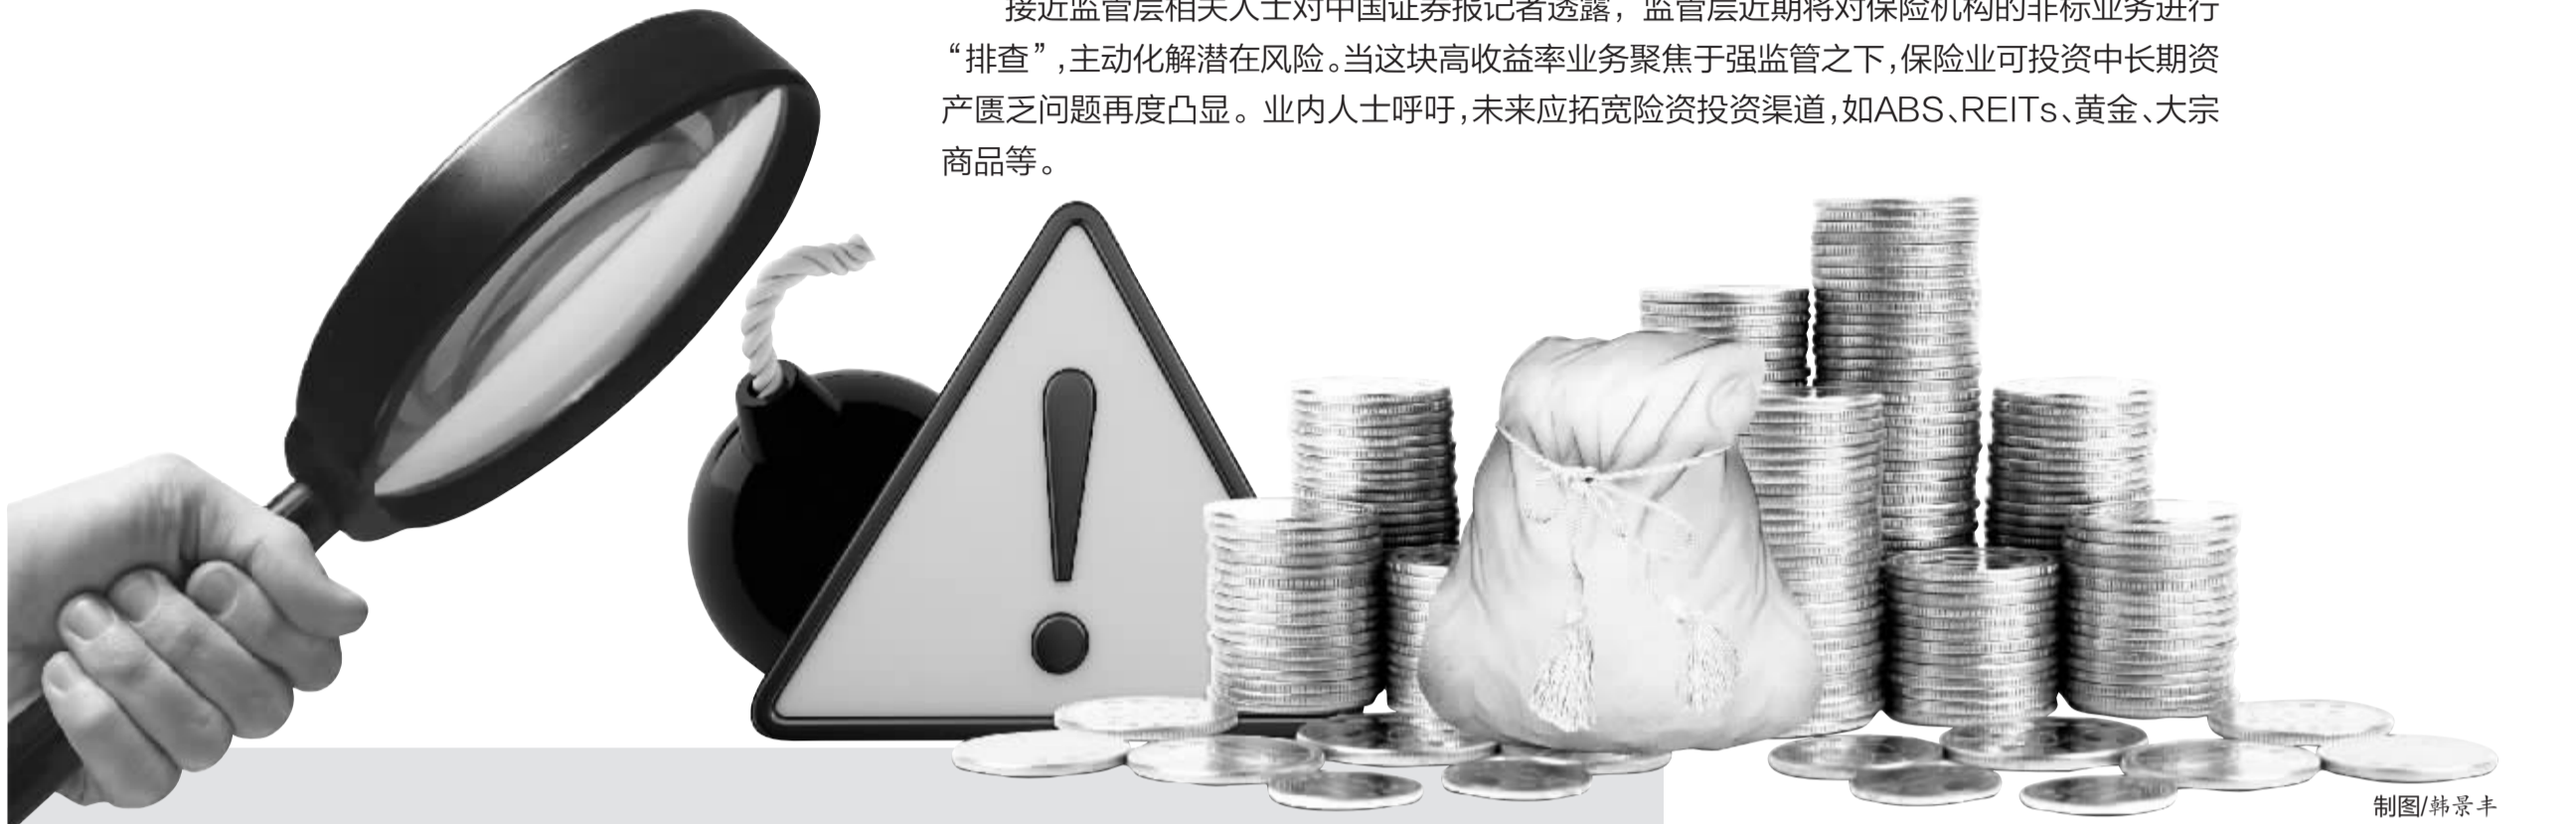 接近监管层相关人士对中国证券报记者透露，监管层近期将对保险机构的非标业务进行
“排查”，主动化解潜在风险。当这块高收益率业务聚焦于强监管之下，保险业可投资中长期资
产匮乏问题再度凸显。业内人士呼吁，未来应拓宽险资投资渠道，如ABS、REITs、黄金、大宗
商品等。
制图/韩景丰